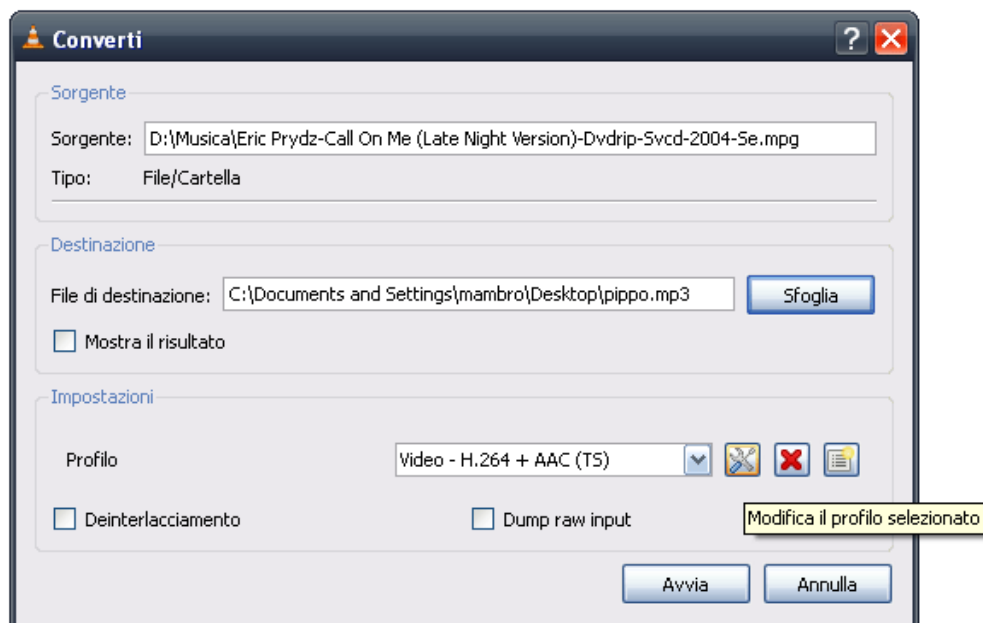 Converti
Sorgente
Sorgente: D:\Musica\Eric Prydz-Call On Me (Late Night Version)-Dvdrip-Svcd-2004-Se.mpg
Tipo: File/Cartella
Destinazione
File di destinazione: C:\Documents and Settings\mambro\Desktop\pippo.mp3 Sfoglia
Mostra il risultato
Impostazioni
Profilo Video - H.264 + AAC (TS)
Deinterlacciamento Dump raw input Modifica il profilo selezionato
Avvia Annulla